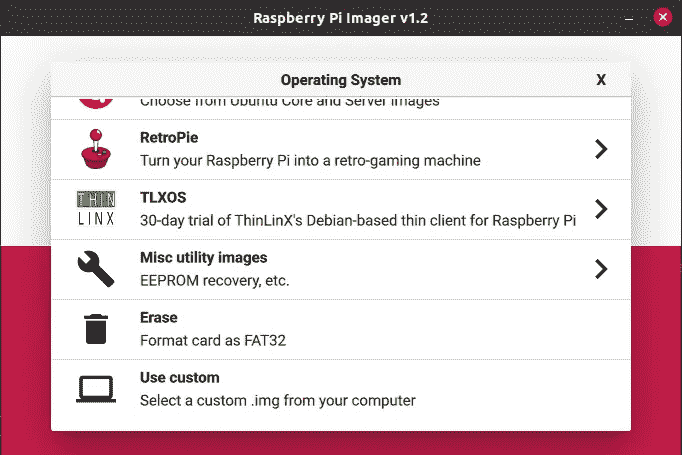 Raspberry Pi Imager v1.2
Operating System X
Choose from Ubuntu Core and Server images
RetroPie
Turn your Raspberry Pi into a retro-gaming machine
THIN
LINX
TLXOS
30-day trial of ThinLinX's Debian-based thin client for Raspberry Pi
Misc utility images
EEPROM recovery, etc.
Erase
Format card as FAT32
Use custom
Select a custom .img from your computer